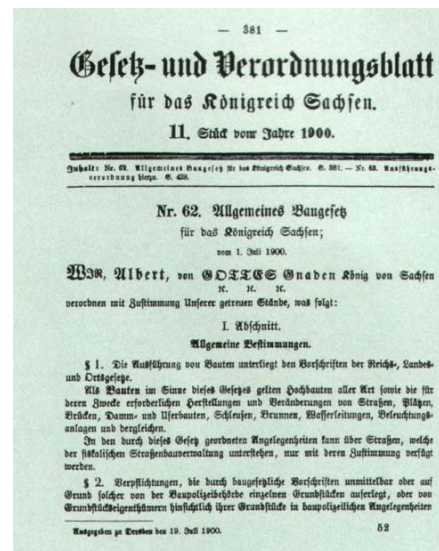 — 381 —
Gesetz- und Verordnungsblatt
für das Königreich Sachsen.
11. Stück vom Jahre 1900.
Inhalt: Nr. 62. Allgemeines Baugesetz für das Königreich Sachsen. S. 381. — Nr. 63. Ausführungs-
verordnung hierzu. S. 428.
Nr. 62. Allgemeines Baugesetz
für das Königreich Sachsen;
vom 1. Juli 1900.
WIR, Albert, von GOTTES Gnaden König von Sachsen
ꝛc. ꝛc. ꝛc.
verordnen mit Zustimmung Unserer getreuen Stände, was folgt:
I. Abschnitt.
Allgemeine Bestimmungen.
§ 1. Die Ausführung von Bauten unterliegt den Vorschriften der Reichs-, Landes-
und Ortsgesetze.
Als Bauten im Sinne dieses Gesetzes gelten Hochbauten aller Art sowie die für
deren Zwecke erforderlichen Herstellungen und Veränderungen von Straßen, Plätzen,
Brücken, Damm- und Uferbauten, Schleusen, Brunnen, Wasserleitungen, Beleuchtungs-
anlagen und dergleichen.
In den durch dieses Gesetz geordneten Angelegenheiten kann über Straßen, welche
der fiskalischen Straßenbauverwaltung unterstehen, nur mit deren Zustimmung verfügt
werden.
§ 2. Verpflichtungen, die durch baugesetzliche Vorschriften unmittelbar oder auf
Grund solcher von der Baupolizeibehörde einzelnen Grundstücken auferlegt, oder von
Grundstückseigenthümern hinsichtlich ihrer Grundstücke in baupolizeilichen Angelegenheiten
Ausgegeben zu Dresden den 19. Juli 1900.
52